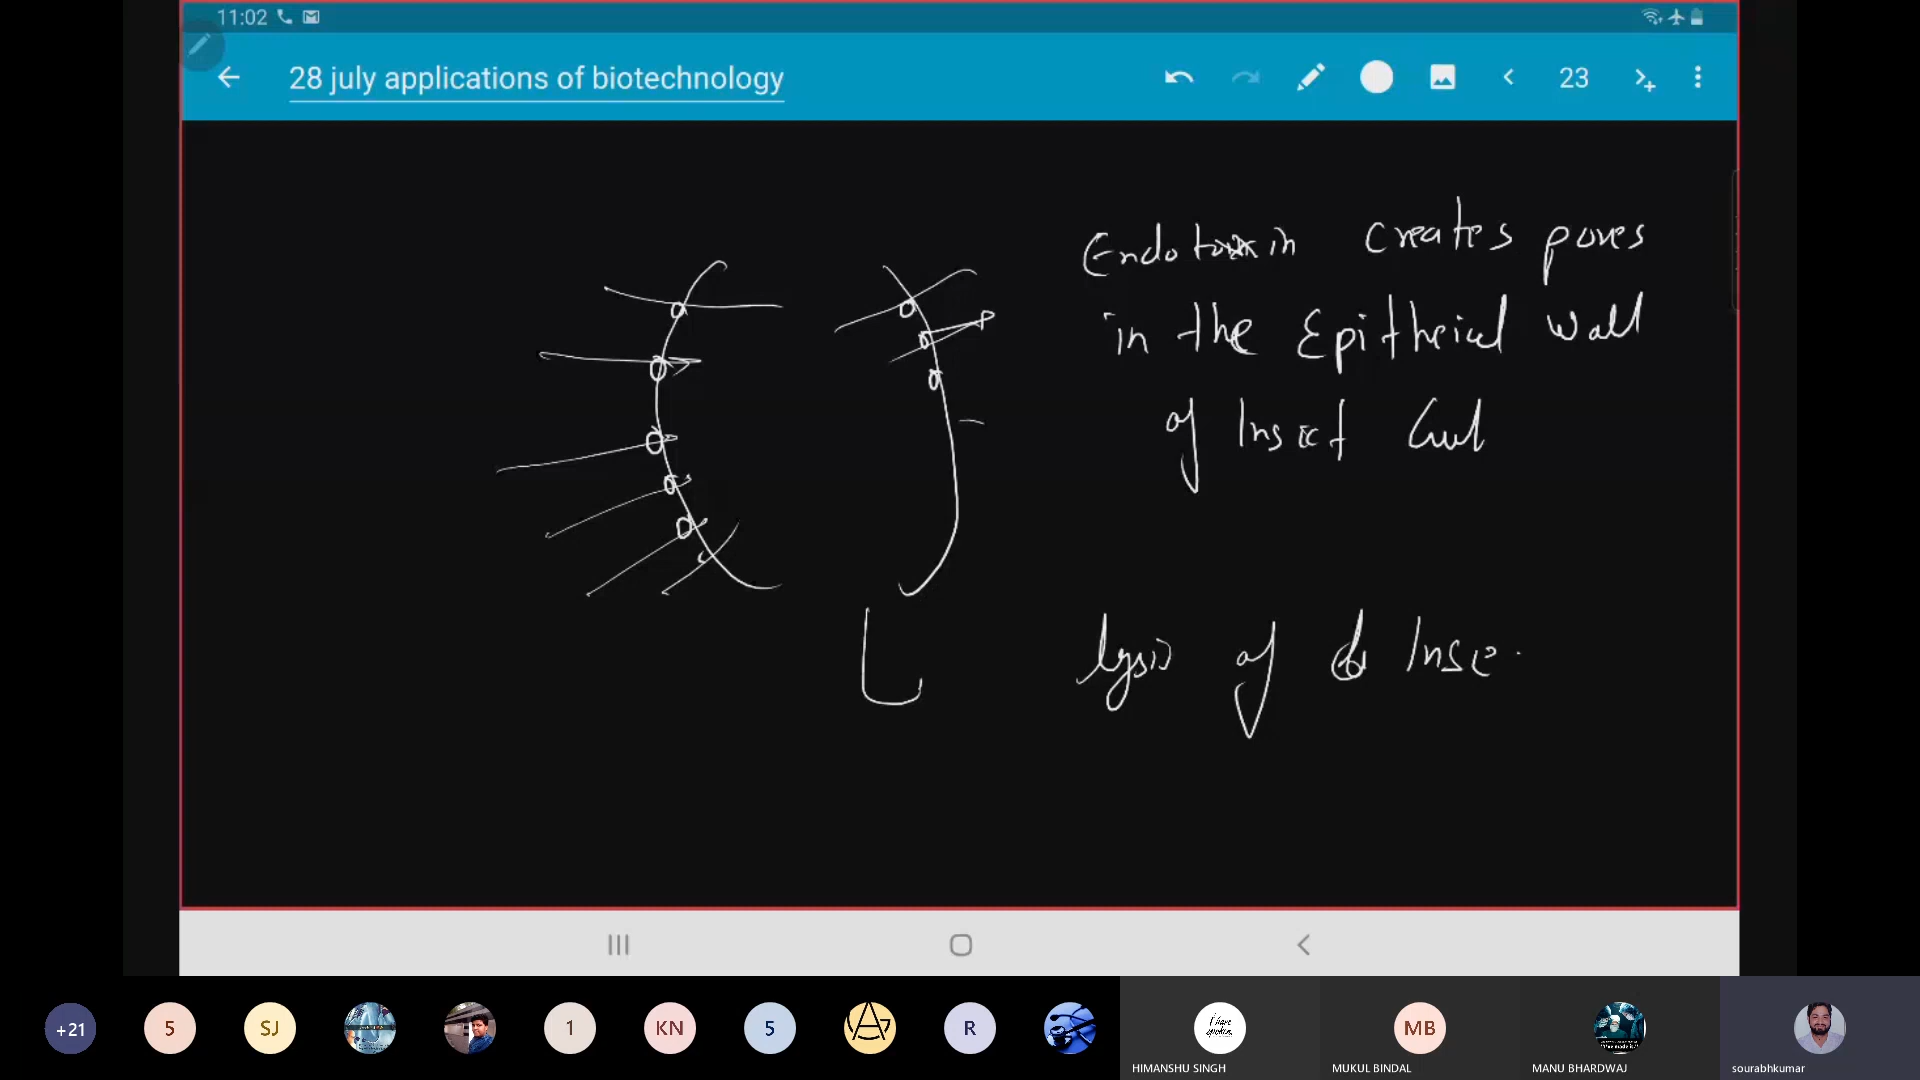 11:02
28 july applications of biotechnology
23
Endotoxin creates pores
in the Epitheial wall
of Insect Gut
lysis of Inse
+21
5
SJ
1
KN
5
R
MB
HIMANSHU SINGH
MUKUL BINDAL
MANU BHARDWAJ
sourabhkumar